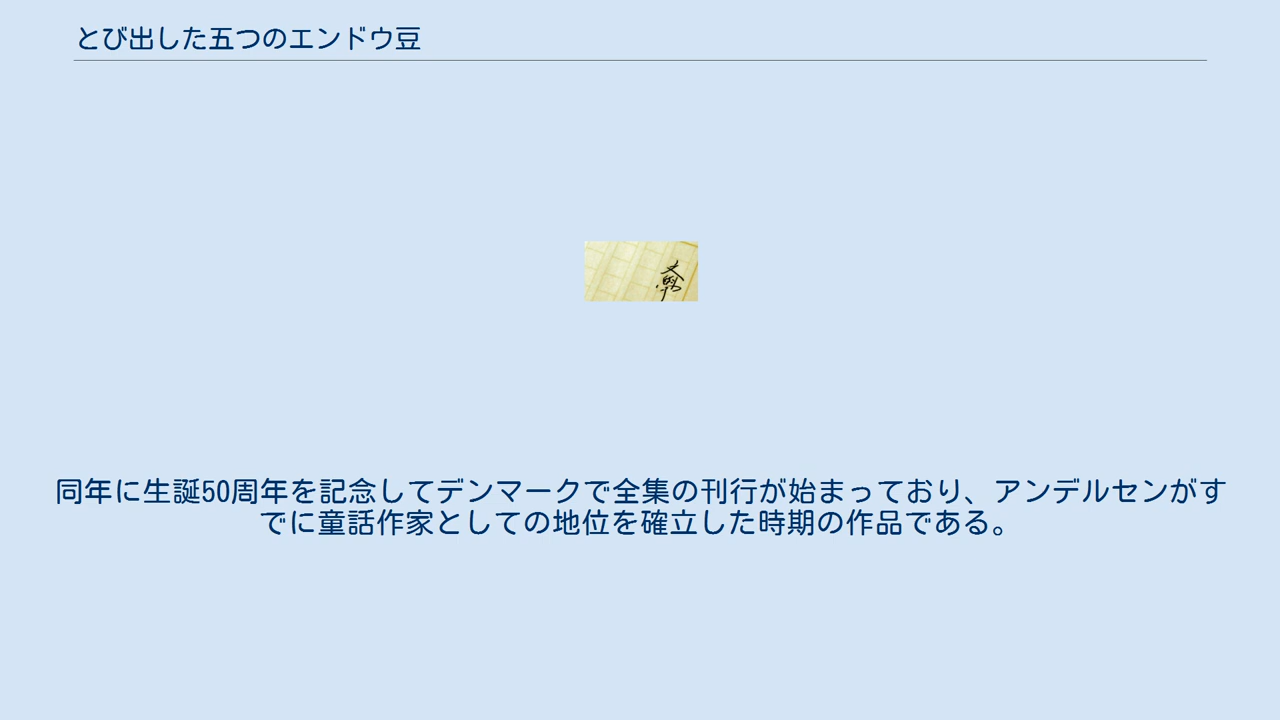 とび出した五つのエンドウ豆
同年に生誕50周年を記念してデンマークで全集の刊行が始まっており、アンデルセンがす
でに童話作家としての地位を確立した時期の作品である。